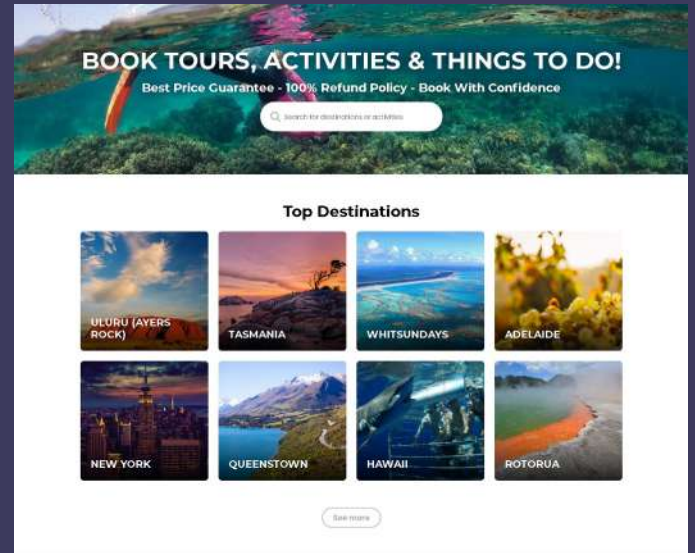 BOOK TOURS, ACTIVITIES & THINGS TO DO!
Best Price Guarantee - 100% Refund Policy - Book With Confidence
Search for destinations or activities
Top Destinations
ULURU (AYERS
ROCK)
TASMANIA
WHITSUNDAYS
ADELAIDE
NEW YORK
QUEENSTOWN
HAWAII
ROTORUA
See more